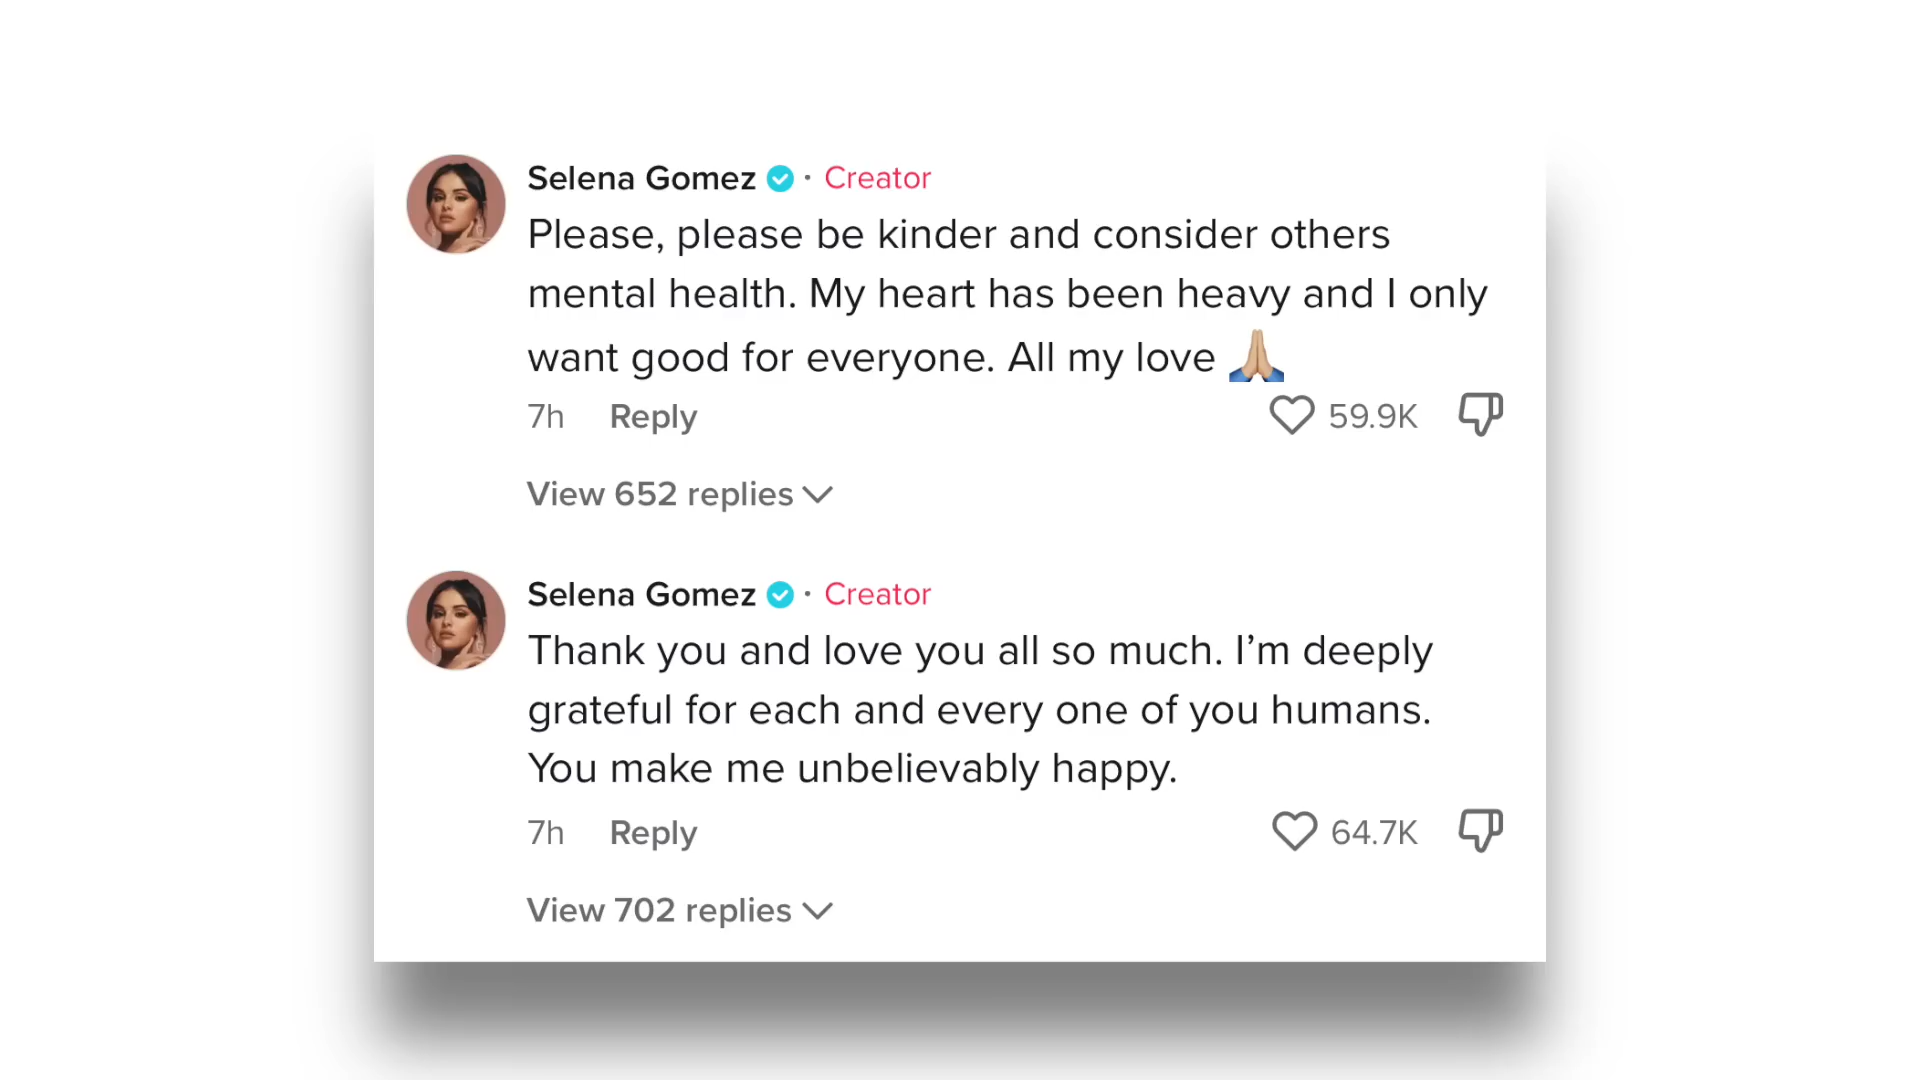 Selena Gomez · Creator
Please, please be kinder and consider others
mental health. My heart has been heavy and I only
want good for everyone. All my love 🙏🏼
7h Reply 59.9K
View 652 replies
Selena Gomez · Creator
Thank you and love you all so much. I’m deeply
grateful for each and every one of you humans.
You make me unbelievably happy.
7h Reply 64.7K
View 702 replies